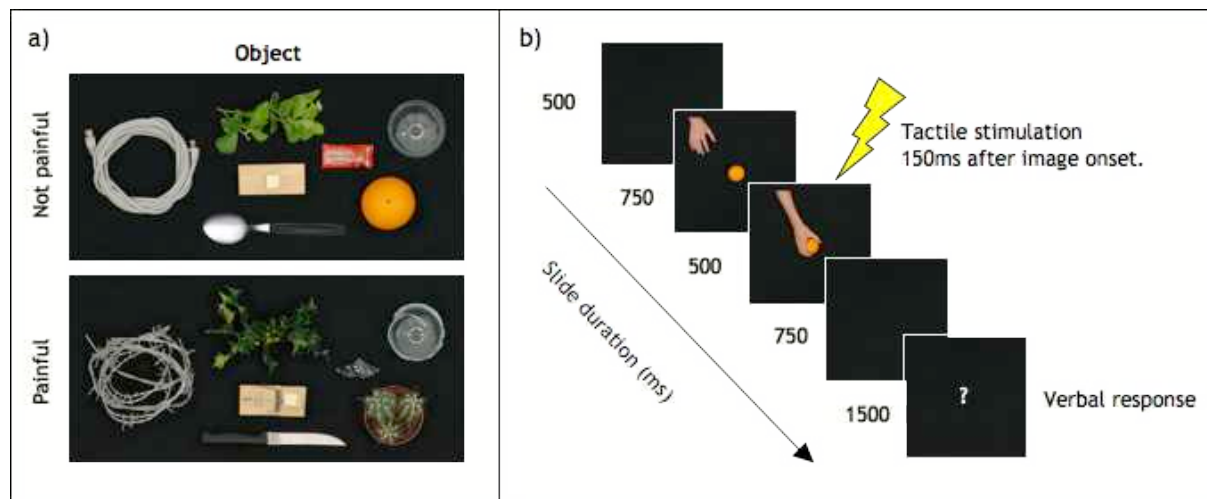 a)
Object
Not painful
Painful
b)
500
750
500
750
1500
Slide duration (ms)
Tactile stimulation
150ms after image onset.
?
Verbal response